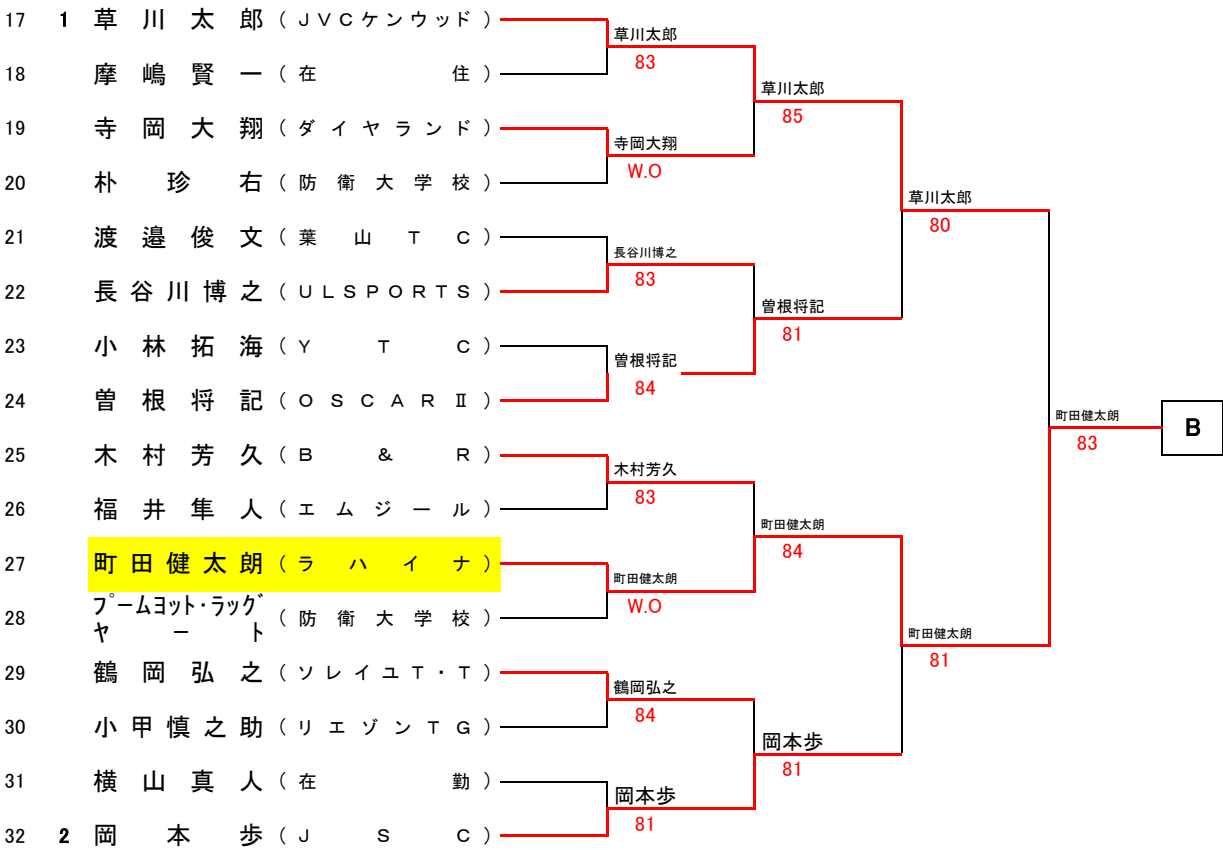 17 1 草川太郎 (JVCケンウッド)
草川太郎
83
18 摩嶋賢一 (在住)
草川太郎
85
19 寺岡大翔 (ダイヤランド)
寺岡大翔
W.O
20 朴珍右 (防衛大学校)
草川太郎
80
21 渡邉俊文 (葉山TC)
長谷川博之
83
22 長谷川博之 (ULSPORTS)
曽根将記
81
23 小林拓海 (YTC)
曽根将記
84
24 曽根将記 (OSCARⅡ)
町田健太朗
83
B
25 木村芳久 (B&R)
木村芳久
83
26 福井隼人 (エムジール)
町田健太朗
84
27 町田健太朗 (ラハイナ)
町田健太朗
W.O
28 プームヨット・ラッグ
ヤート (防衛大学校)
町田健太朗
81
29 鶴岡弘之 (ソレイユT・T)
鶴岡弘之
84
30 小甲慎之助 (リエゾンTG)
岡本歩
81
31 横山真人 (在勤)
岡本歩
81
32 2 岡本歩 (JSC)